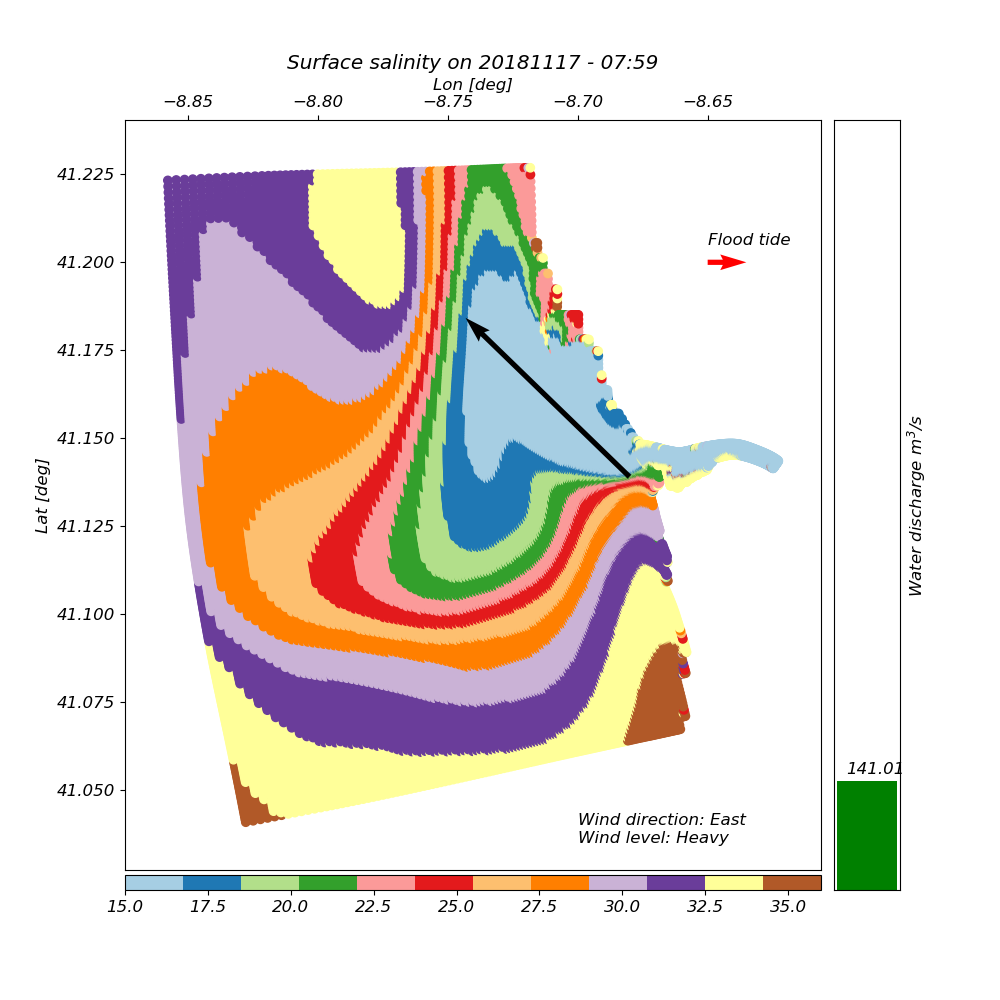 Surface salinity on 20181117 - 07:59
Lon [deg]
−8.85 −8.80 −8.75 −8.70 −8.65
41.225
41.200
41.175
41.150
41.125
41.100
41.075
41.050
Lat [deg]
Flood tide
Wind direction: East
Wind level: Heavy
141.01
Water discharge m³/s
15.0 17.5 20.0 22.5 25.0 27.5 30.0 32.5 35.0